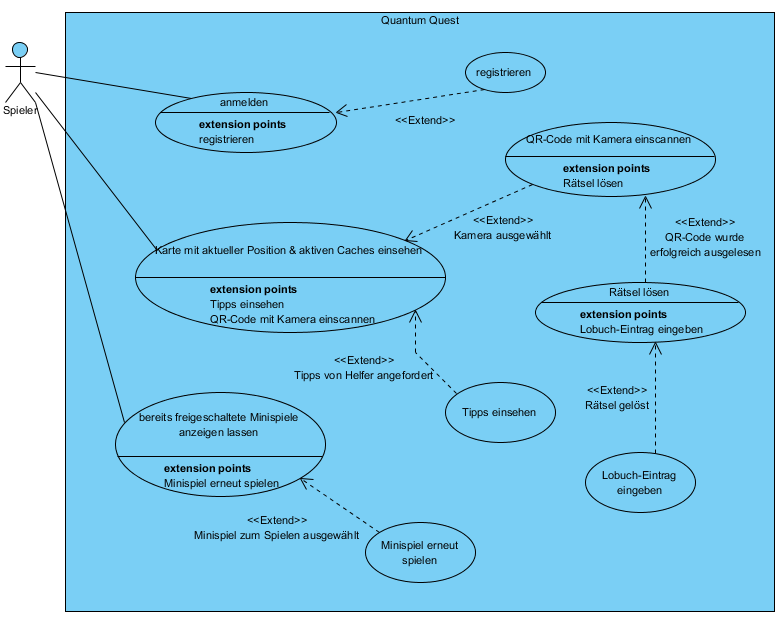 Quantum Quest
Spieler
registrieren
anmelden
extension points
registrieren
<<Extend>>
QR-Code mit Kamera einscannen
extension points
Rätsel lösen
<<Extend>>
Kamera ausgewählt
<<Extend>>
QR-Code wurde
erfolgreich ausgelesen
Karte mit aktueller Position & aktiven Caches einsehen
extension points
Tipps einsehen
QR-Code mit Kamera einscannen
Rätsel lösen
extension points
Lobuch-Eintrag eingeben
<<Extend>>
Tipps von Helfer angefordert
<<Extend>>
Rätsel gelöst
Tipps einsehen
bereits freigeschaltete Minispiele
anzeigen lassen
extension points
Minispiel erneut spielen
Lobuch-Eintrag
eingeben
<<Extend>>
Minispiel zum Spielen ausgewählt
Minispiel erneut
spielen